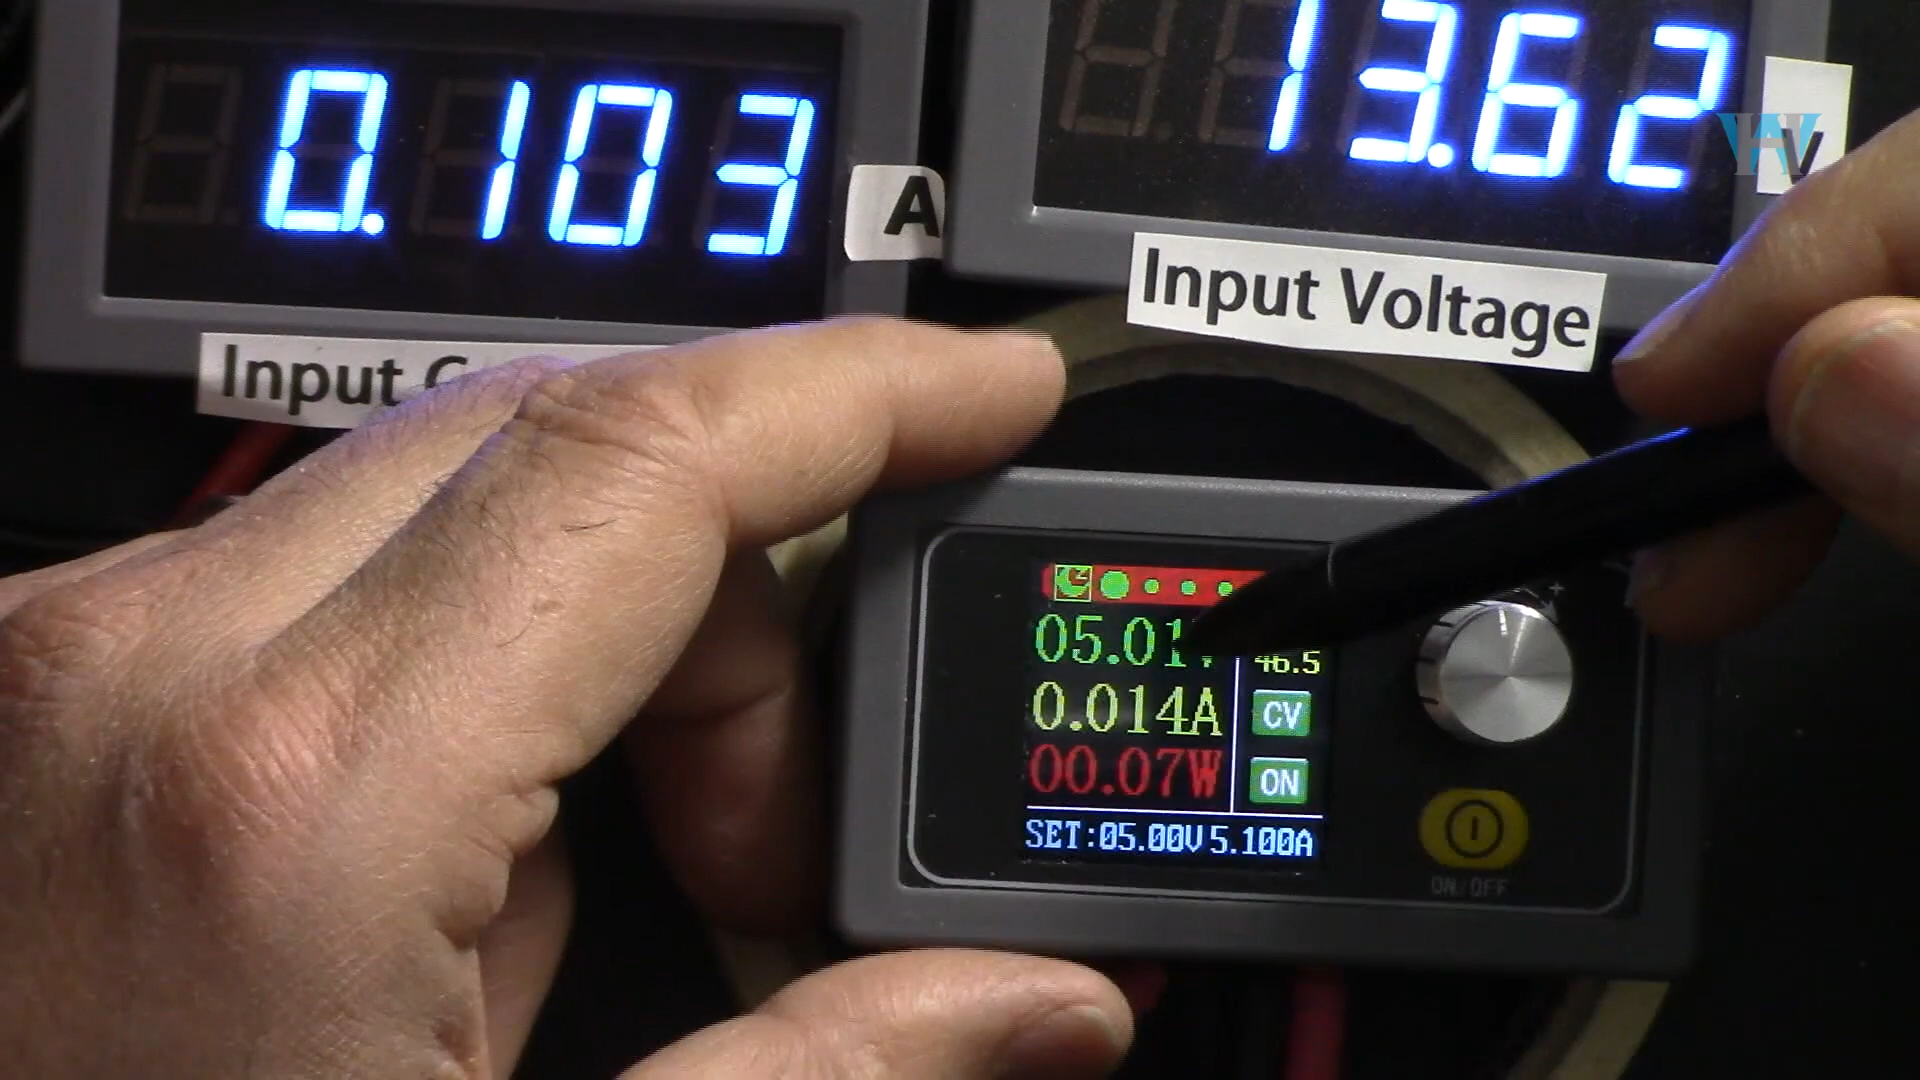 0.103
A
Input
13.62
V
Input Voltage
05.01
46.5
0.014A
CV
00.07W
ON
SET:05.00V 5.100A
ON/OFF